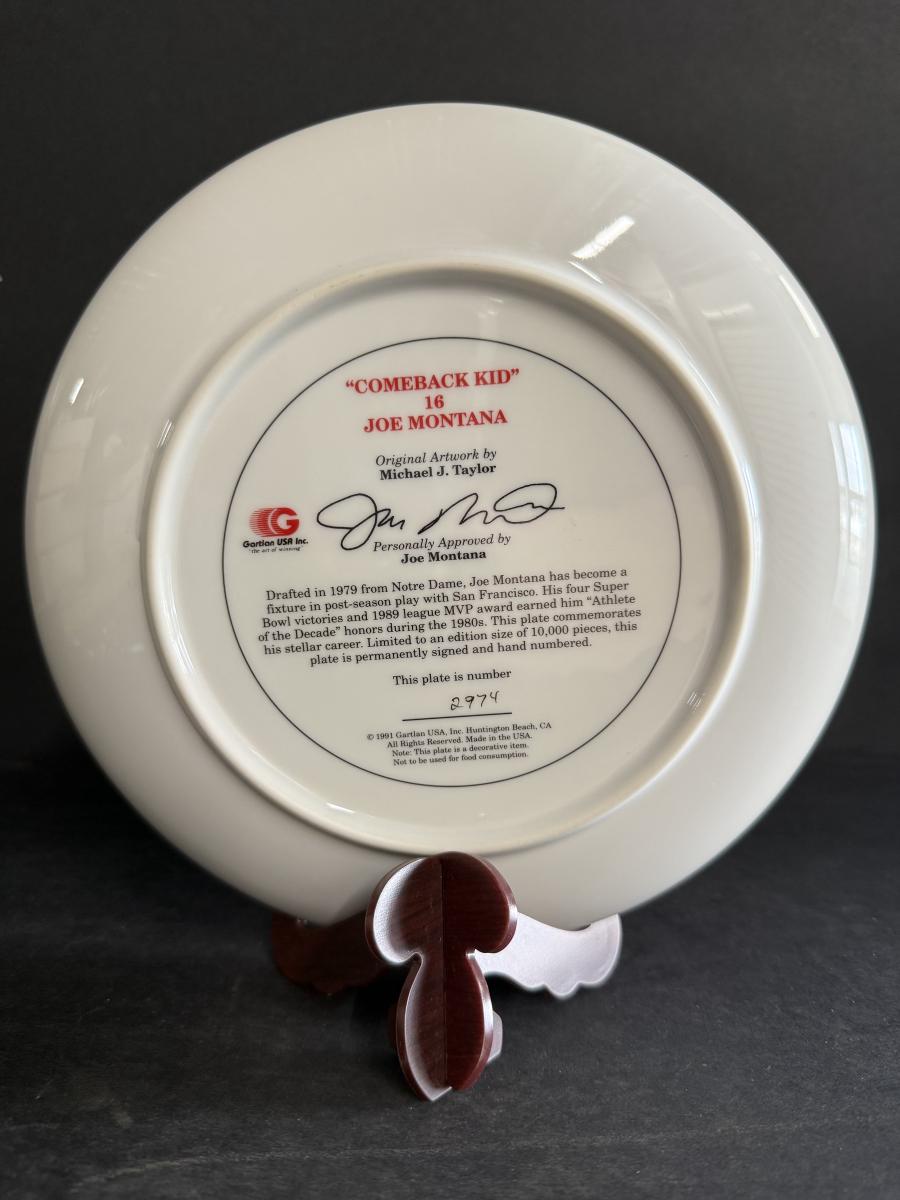 “COMEBACK KID”
16
JOE MONTANA
Original Artwork by
Michael J. Taylor
G
Gartlan USA Inc.
"the art of winning"
Joe Montana
Personally Approved by
Joe Montana
Drafted in 1979 from Notre Dame, Joe Montana has become a
fixture in post-season play with San Francisco. His four Super
Bowl victories and 1989 league MVP award earned him “Athlete
of the Decade” honors during the 1980s. This plate commemorates
his stellar career. Limited to an edition size of 10,000 pieces, this
plate is permanently signed and hand numbered.
This plate is number
2974
© 1991 Gartlan USA, Inc. Huntington Beach, CA
All Rights Reserved. Made in the USA.
Note: This plate is a decorative item.
Not to be used for food consumption.